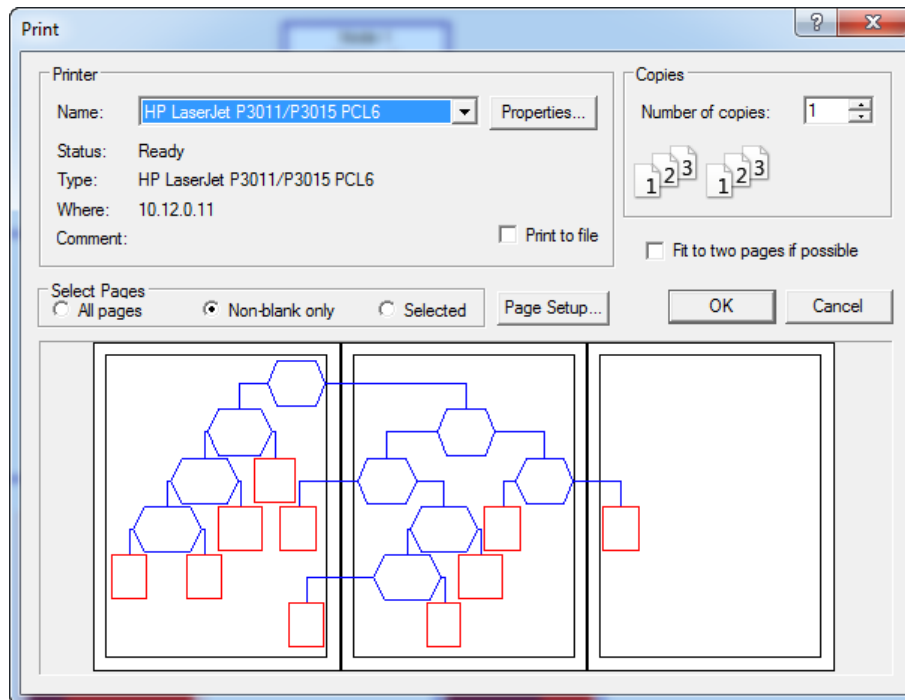 Print
Printer
Name: HP LaserJet P3011/P3015 PCL6 Properties...
Status: Ready
Type: HP LaserJet P3011/P3015 PCL6
Where: 10.12.0.11
Comment:
Print to file
Copies
Number of copies: 1
1 2 3 1 2 3
Fit to two pages if possible
Select Pages
All pages Non-blank only Selected
Page Setup... OK Cancel